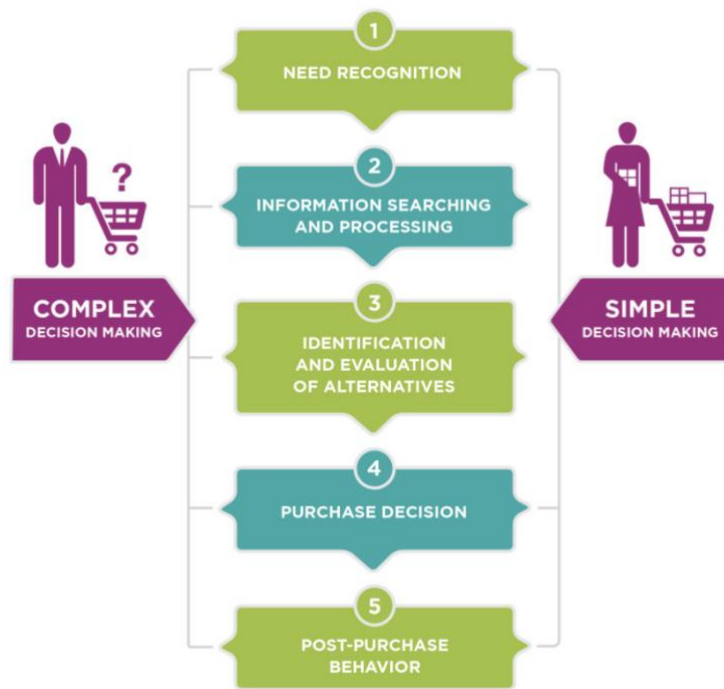 1
NEED RECOGNITION
2
INFORMATION SEARCHING
AND PROCESSING
?
COMPLEX
DECISION MAKING
SIMPLE
DECISION MAKING
3
IDENTIFICATION
AND EVALUATION
OF ALTERNATIVES
4
PURCHASE DECISION
5
POST-PURCHASE
BEHAVIOR